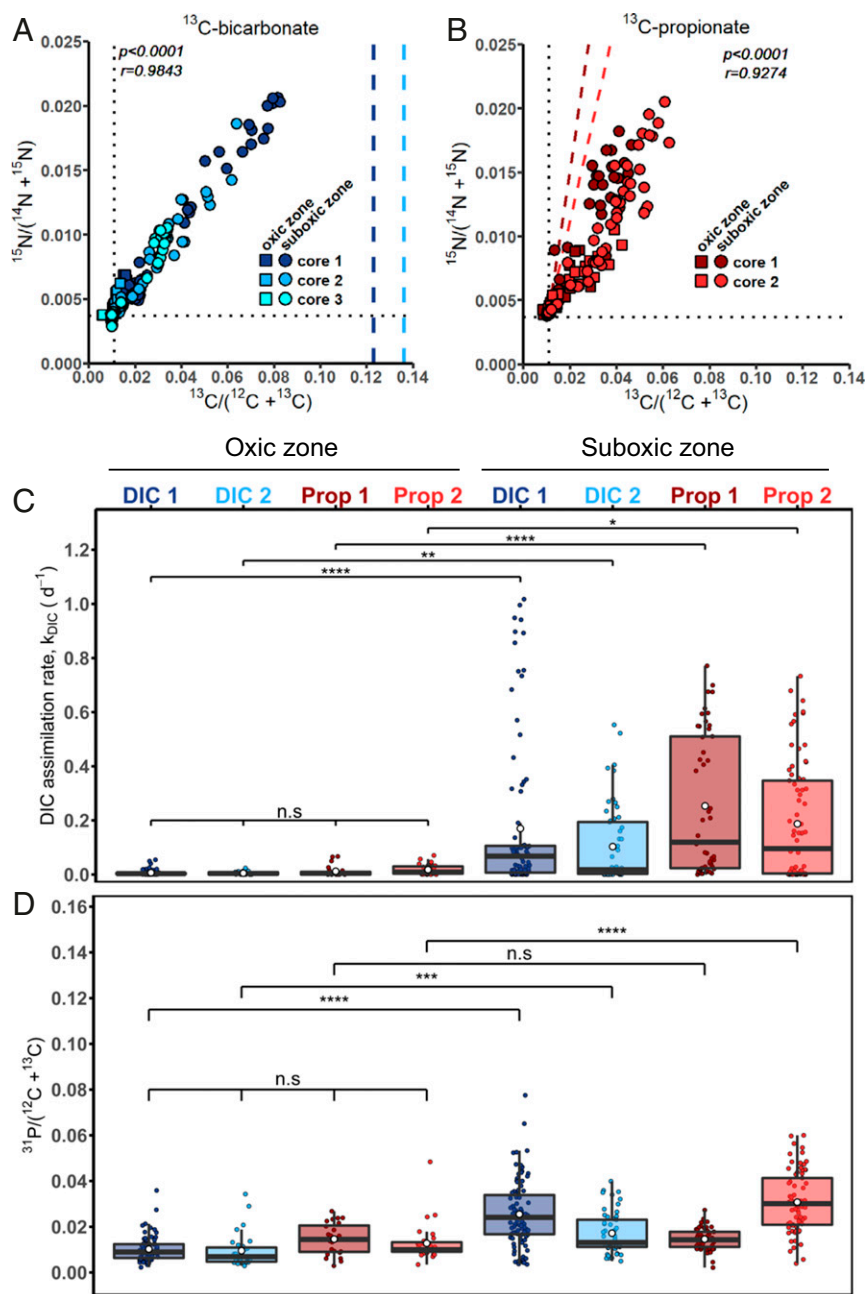 A
¹³C-bicarbonate
p<0.0001
r=0.9843
0.025
0.020
0.015
0.010
0.005
0.000
¹⁵N/(¹⁴N + ¹⁵N)
oxic zone
suboxic zone
core 1
core 2
core 3
0.00 0.02 0.04 0.06 0.08 0.10 0.12 0.14
¹³C/(¹²C + ¹³C)
B
¹³C-propionate
p<0.0001
r=0.9274
0.025
0.020
0.015
0.010
0.005
0.000
¹⁵N/(¹⁴N + ¹⁵N)
oxic zone
suboxic zone
core 1
core 2
0.00 0.02 0.04 0.06 0.08 0.10 0.12 0.14
¹³C/(¹²C + ¹³C)
Oxic zone Suboxic zone
C
DIC 1 DIC 2 Prop 1 Prop 2 DIC 1 DIC 2 Prop 1 Prop 2
DIC assimilation rate, k_DIC ( d⁻¹)
1.2
1.0
0.8
0.6
0.4
0.2
0.0
*
****
**
****
n.s
D
³¹P/(¹²C + ¹³C)
0.16
0.14
0.12
0.10
0.08
0.06
0.04
0.02
0.00
****
n.s
***
****
n.s